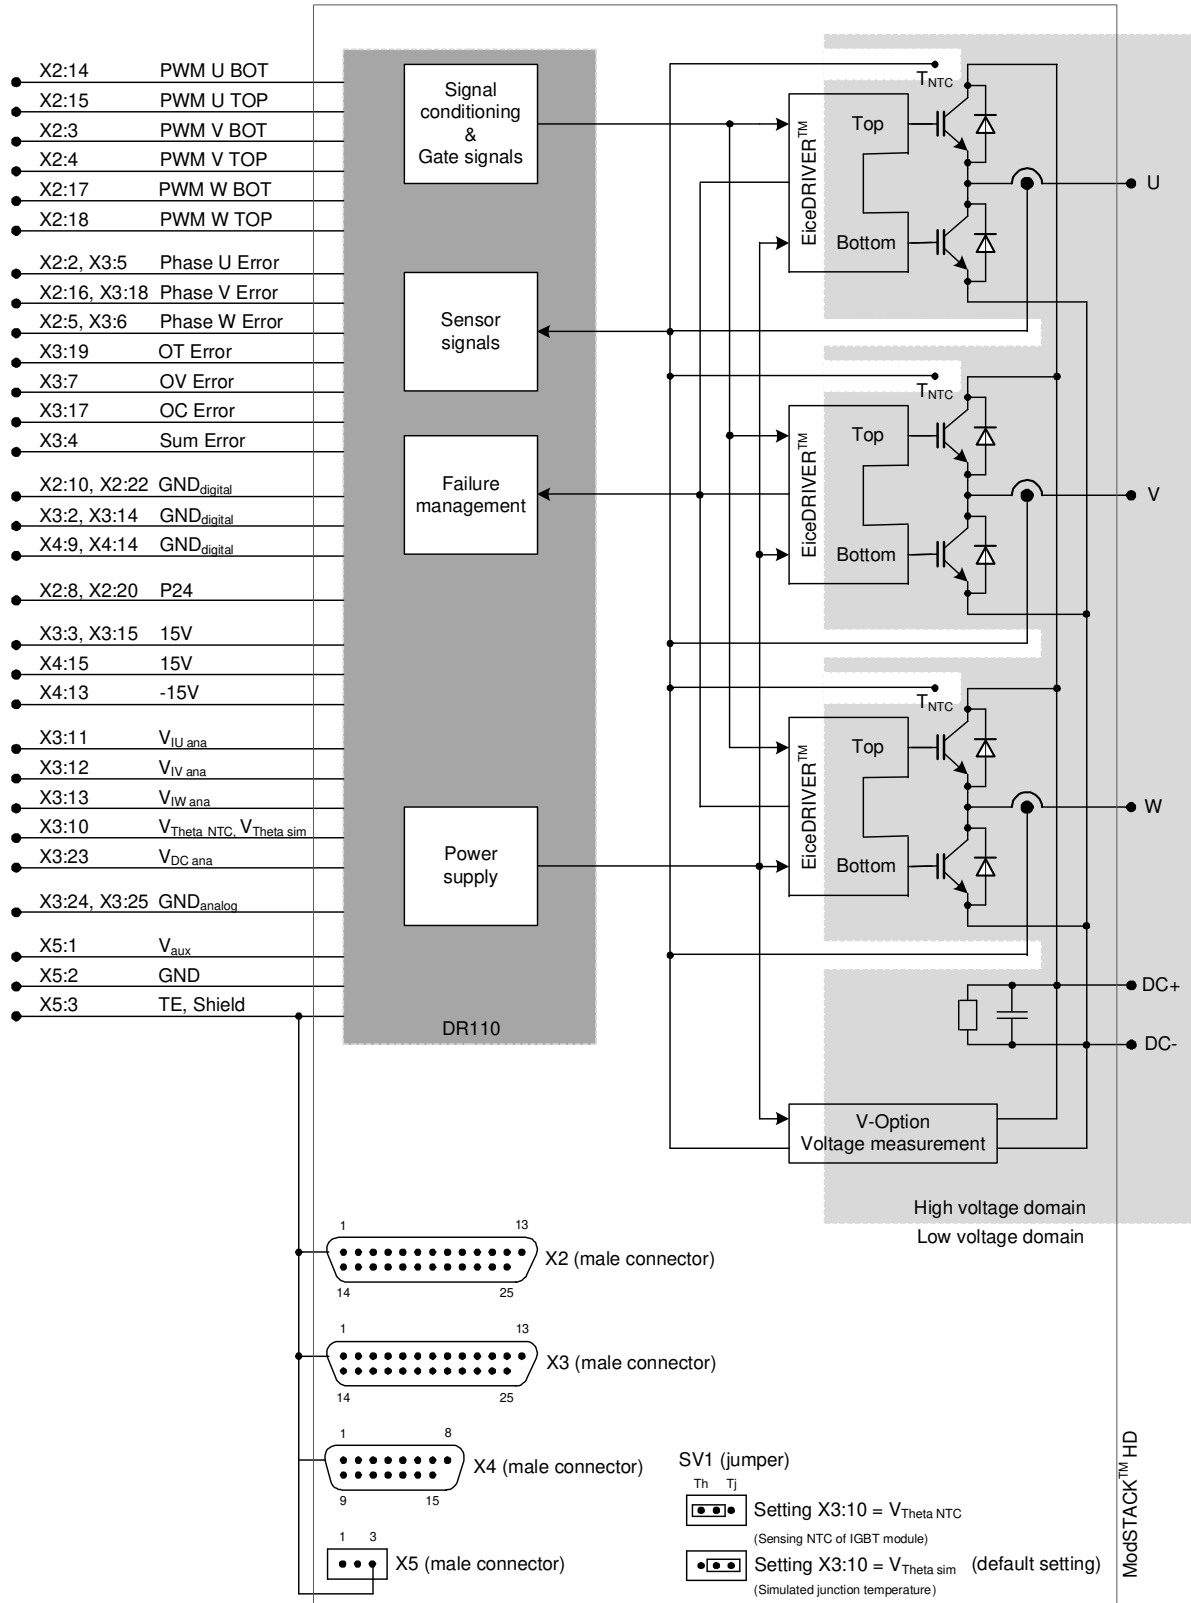 X2:14 PWM U BOT
X2:15 PWM U TOP
X2:3 PWM V BOT
X2:4 PWM V TOP
X2:17 PWM W BOT
X2:18 PWM W TOP
X2:2, X3:5 Phase U Error
X2:16, X3:18 Phase V Error
X2:5, X3:6 Phase W Error
X3:19 OT Error
X3:7 OV Error
X3:17 OC Error
X3:4 Sum Error
X2:10, X2:22 GNDdigital
X3:2, X3:14 GNDdigital
X4:9, X4:14 GNDdigital
X2:8, X2:20 P24
X3:3, X3:15 15V
X4:15 15V
X4:13 -15V
X3:11 VIU ana
X3:12 VIV ana
X3:13 VIW ana
X3:10 VTheta NTC, VTheta sim
X3:23 VDC ana
X3:24, X3:25 GNDanalog
X5:1 Vaux
X5:2 GND
X5:3 TE, Shield
Signal
conditioning
&
Gate signals
Sensor
signals
Failure
management
Power
supply
DR110
TNTC
EiceDRIVER™
Top
Bottom
U
TNTC
EiceDRIVER™
Top
Bottom
V
TNTC
EiceDRIVER™
Top
Bottom
W
DC+
DC-
V-Option
Voltage measurement
High voltage domain
Low voltage domain
1 13
X2 (male connector)
14 25
1 13
X3 (male connector)
14 25
1 8
X4 (male connector)
9 15
1 3
X5 (male connector)
SV1 (jumper)
Th Tj
Setting X3:10 = VTheta NTC
(Sensing NTC of IGBT module)
Setting X3:10 = VTheta sim (default setting)
(Simulated junction temperature)
ModSTACK™ HD